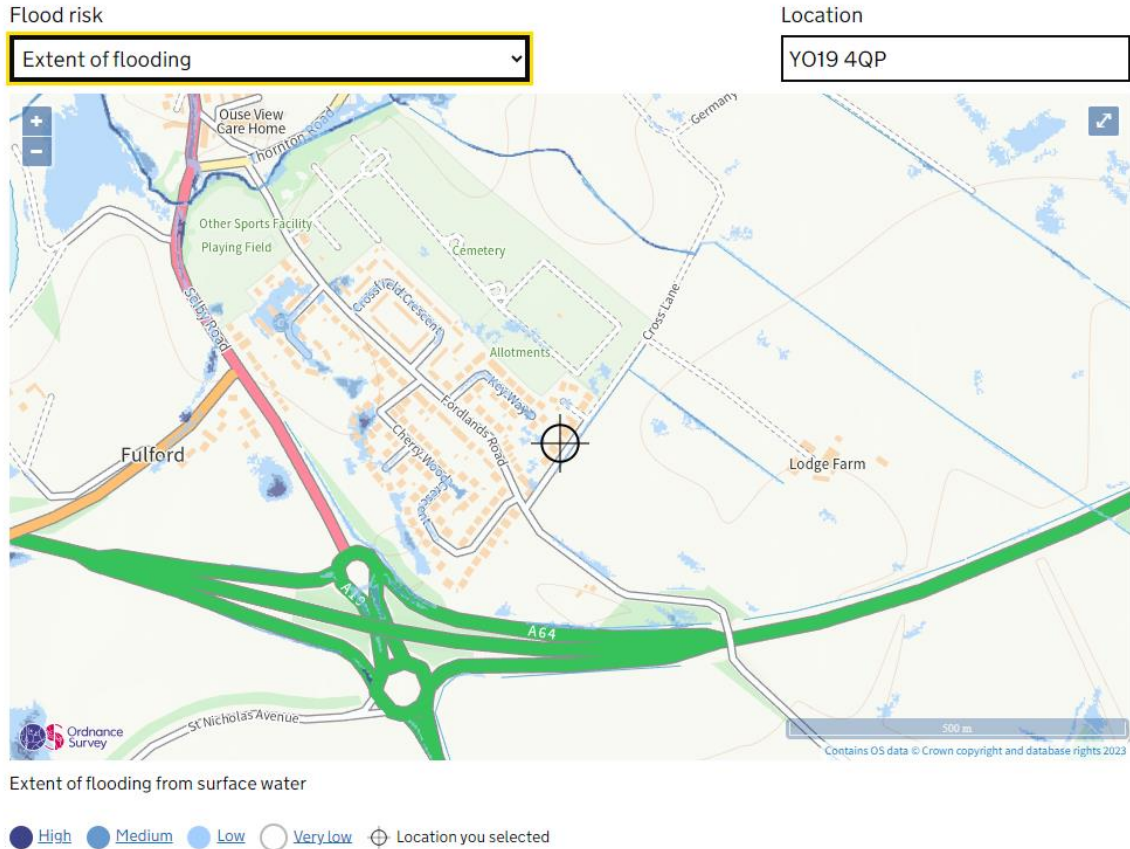 Flood risk
Location
Extent of flooding
YO19 4QP
+
−
Ouse View
Care Home
Thornton Road
Germany
Other Sports Facility
Playing Field
Cemetery
Crossfield Crescent
Selby Road
Cross Lane
Allotments
Key Way
Fordlands Road
Fulford
Cherry Wood
Crescent
Lodge Farm
A19
A64
St Nicholas Avenue
OS
Ordnance
Survey
500 m
Contains OS data © Crown copyright and database rights 2023
Extent of flooding from surface water
High
Medium
Low
Very low
Location you selected